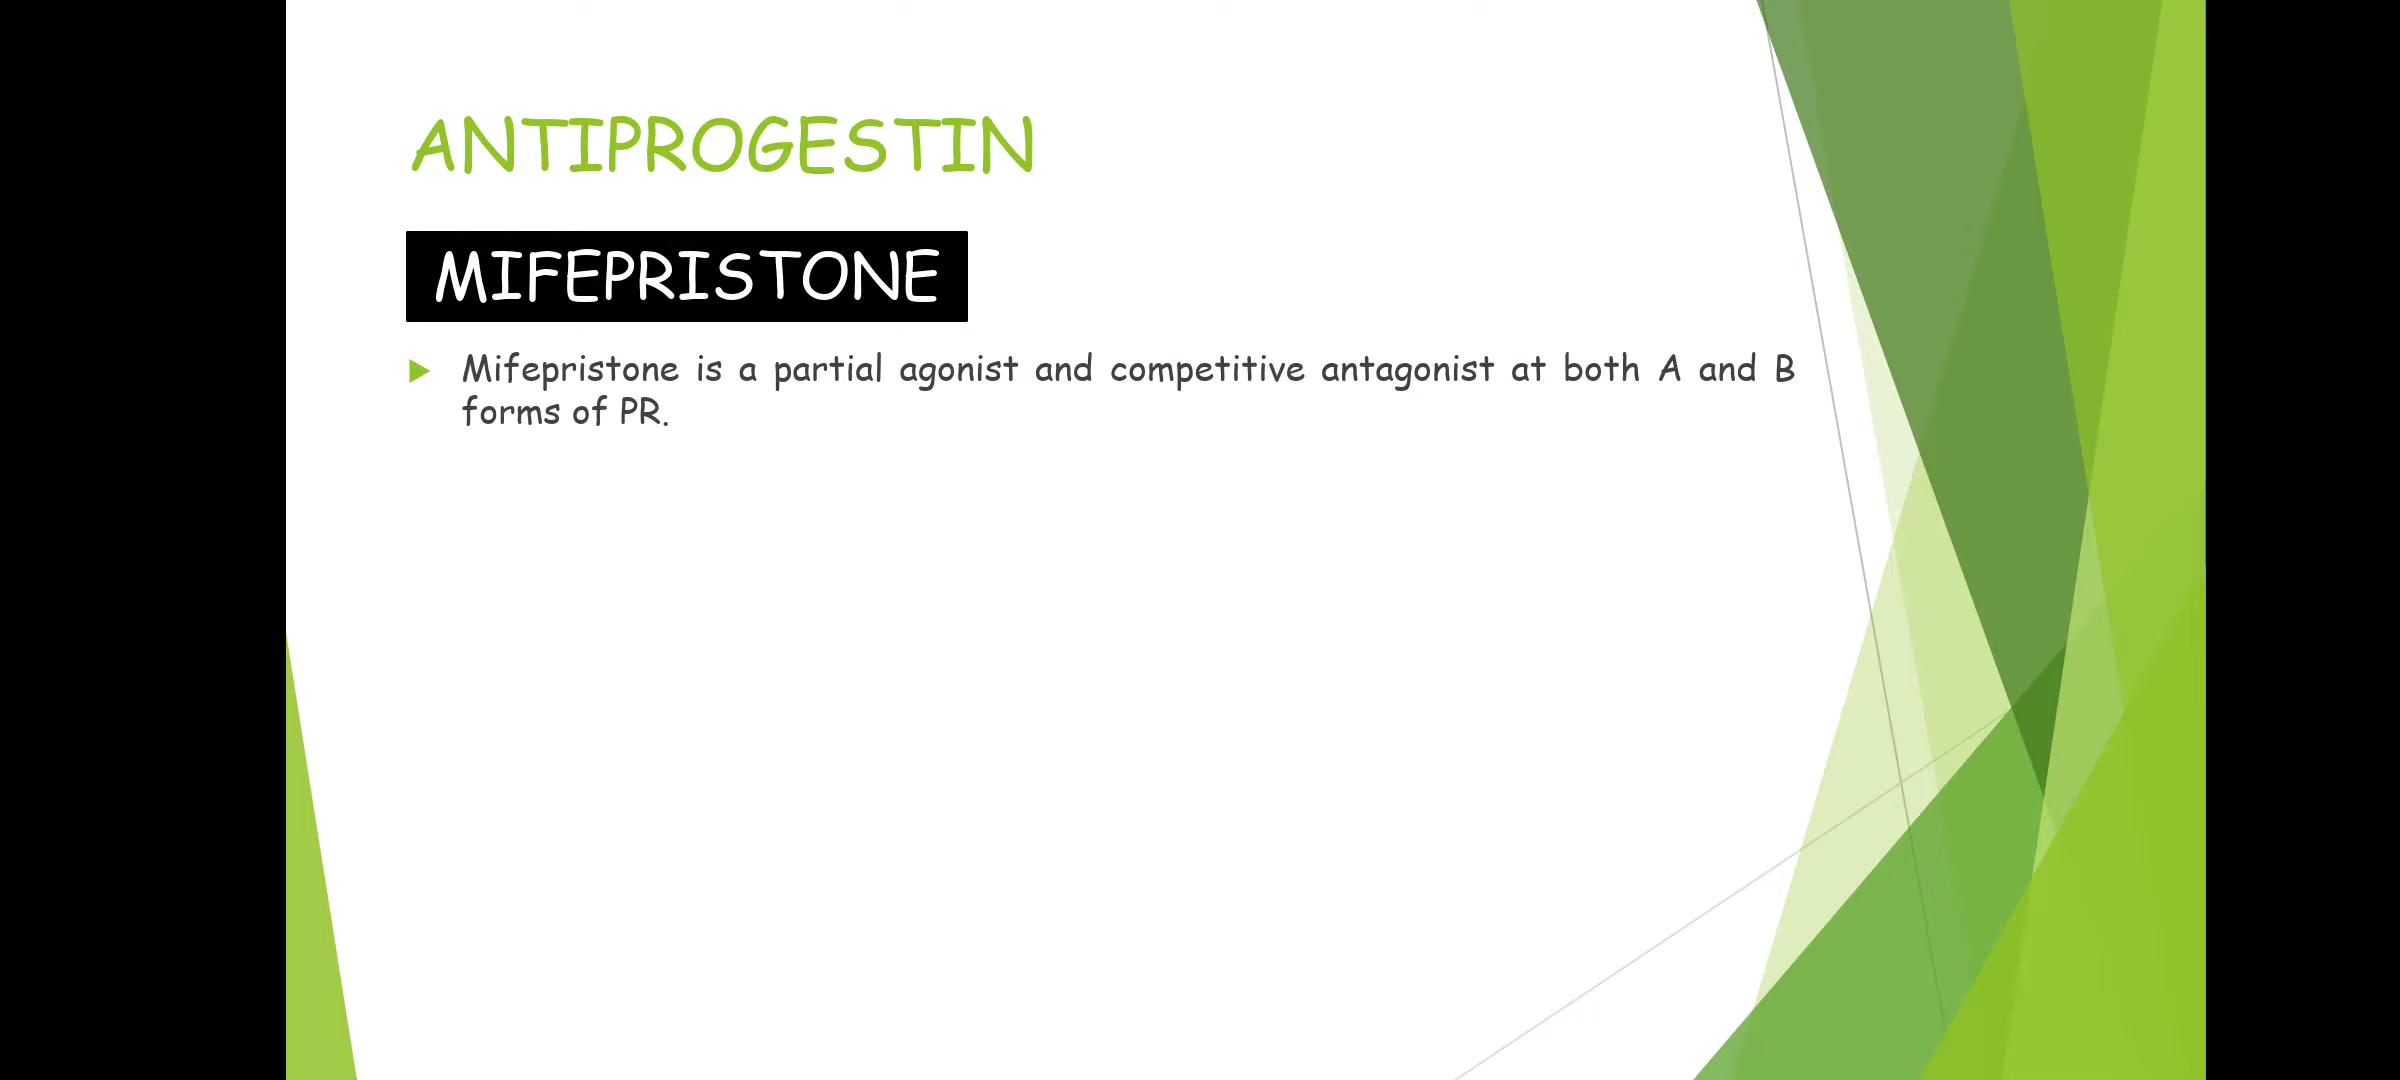 ANTIPROGESTIN
MIFEPRISTONE
Mifepristone is a partial agonist and competitive antagonist at both A and B
forms of PR.